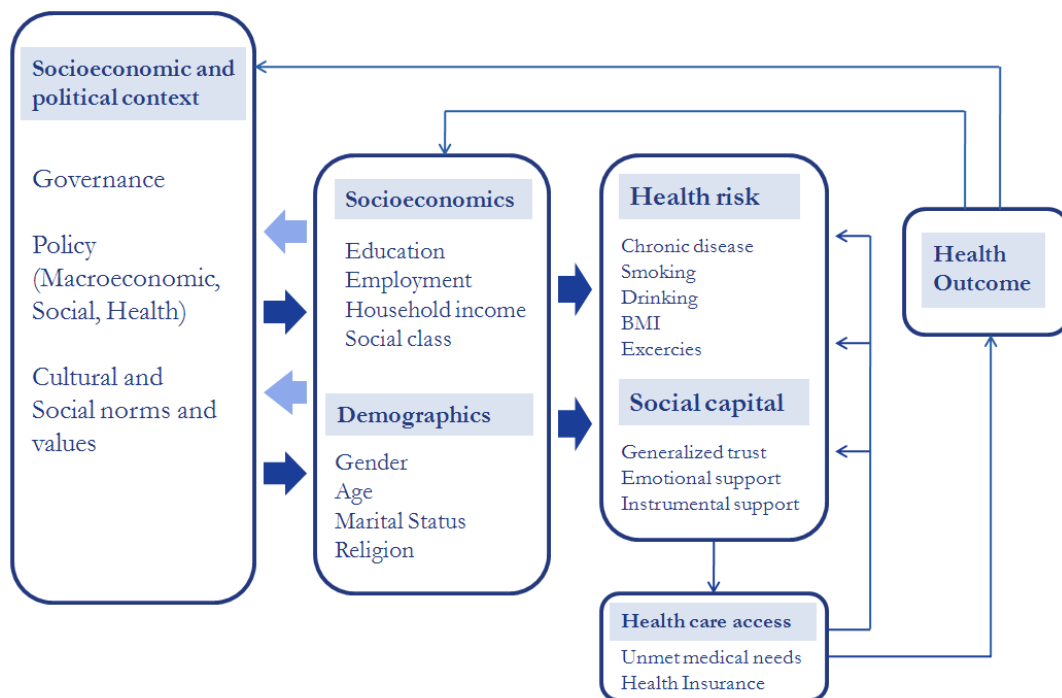 Socioeconomic and
political context
Governance
Policy
(Macroeconomic,
Social, Health)
Cultural and
Social norms and
values
Socioeconomics
Education
Employment
Household income
Social class
Demographics
Gender
Age
Marital Status
Religion
Health risk
Chronic disease
Smoking
Drinking
BMI
Excercies
Social capital
Generalized trust
Emotional support
Instrumental support
Health care access
Unmet medical needs
Health Insurance
Health
Outcome